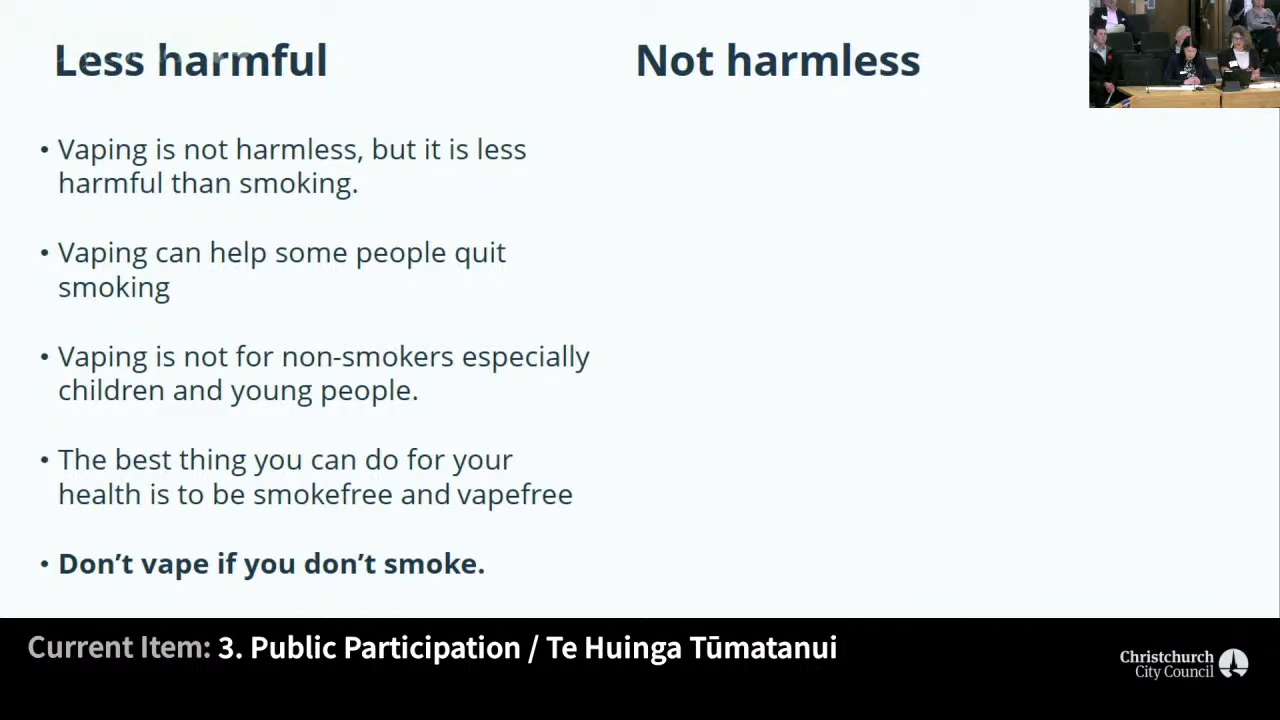 Less harmful
Not harmless
• Vaping is not harmless, but it is less
harmful than smoking.
• Vaping can help some people quit
smoking
• Vaping is not for non-smokers especially
children and young people.
• The best thing you can do for your
health is to be smokefree and vapefree
• Don’t vape if you don’t smoke.
Current Item: 3. Public Participation / Te Huinga Tūmatanui
Christchurch
City Council